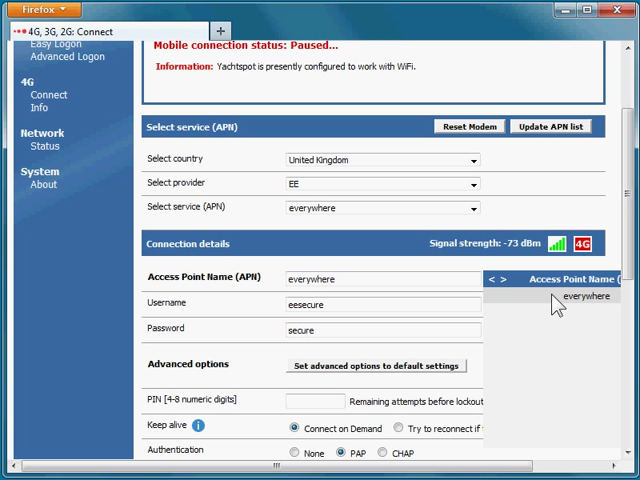 Firefox
4G, 3G, 2G: Connect
Easy Logon
Advanced Logon
4G
Connect
Info
Network
Status
System
About
Mobile connection status: Paused...
Information: Yachtspot is presently configured to work with WiFi.
Select service (APN)
Reset Modem
Update APN list
Select country
United Kingdom
Select provider
EE
Select service (APN)
everywhere
Connection details
Signal strength: -73 dBm
4G
Access Point Name (APN)
everywhere
< > Access Point Name (
everywhere
Username
eesecure
Password
secure
Advanced options
Set advanced options to default settings
PIN [4-8 numeric digits]
Remaining attempts before lockout
Keep alive
Connect on Demand
Try to reconnect if
Authentication
None
PAP
CHAP